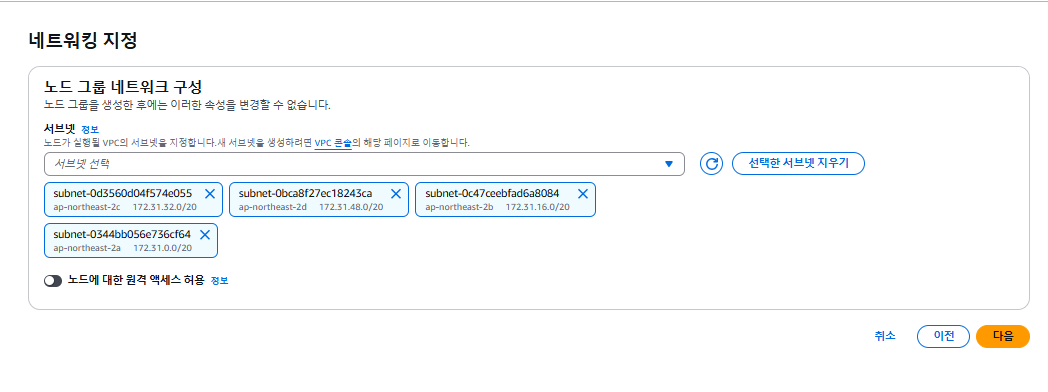 네트워킹 지정
노드 그룹 네트워크 구성
노드 그룹을 생성한 후에는 이러한 속성을 변경할 수 없습니다.
서브넷 정보
노드가 실행될 VPC의 서브넷을 지정합니다.새 서브넷을 생성하려면 VPC 콘솔의 해당 페이지로 이동합니다.
서브넷 선택 선택한 서브넷 지우기
subnet-0d3560d04f574e055 subnet-0bca8f27ec18243ca subnet-0c47ceebfad6a8084
ap-northeast-2c 172.31.32.0/20 ap-northeast-2d 172.31.48.0/20 ap-northeast-2b 172.31.16.0/20
subnet-0344bb056e736cf64
ap-northeast-2a 172.31.0.0/20
노드에 대한 원격 액세스 허용 정보
취소 이전 다음